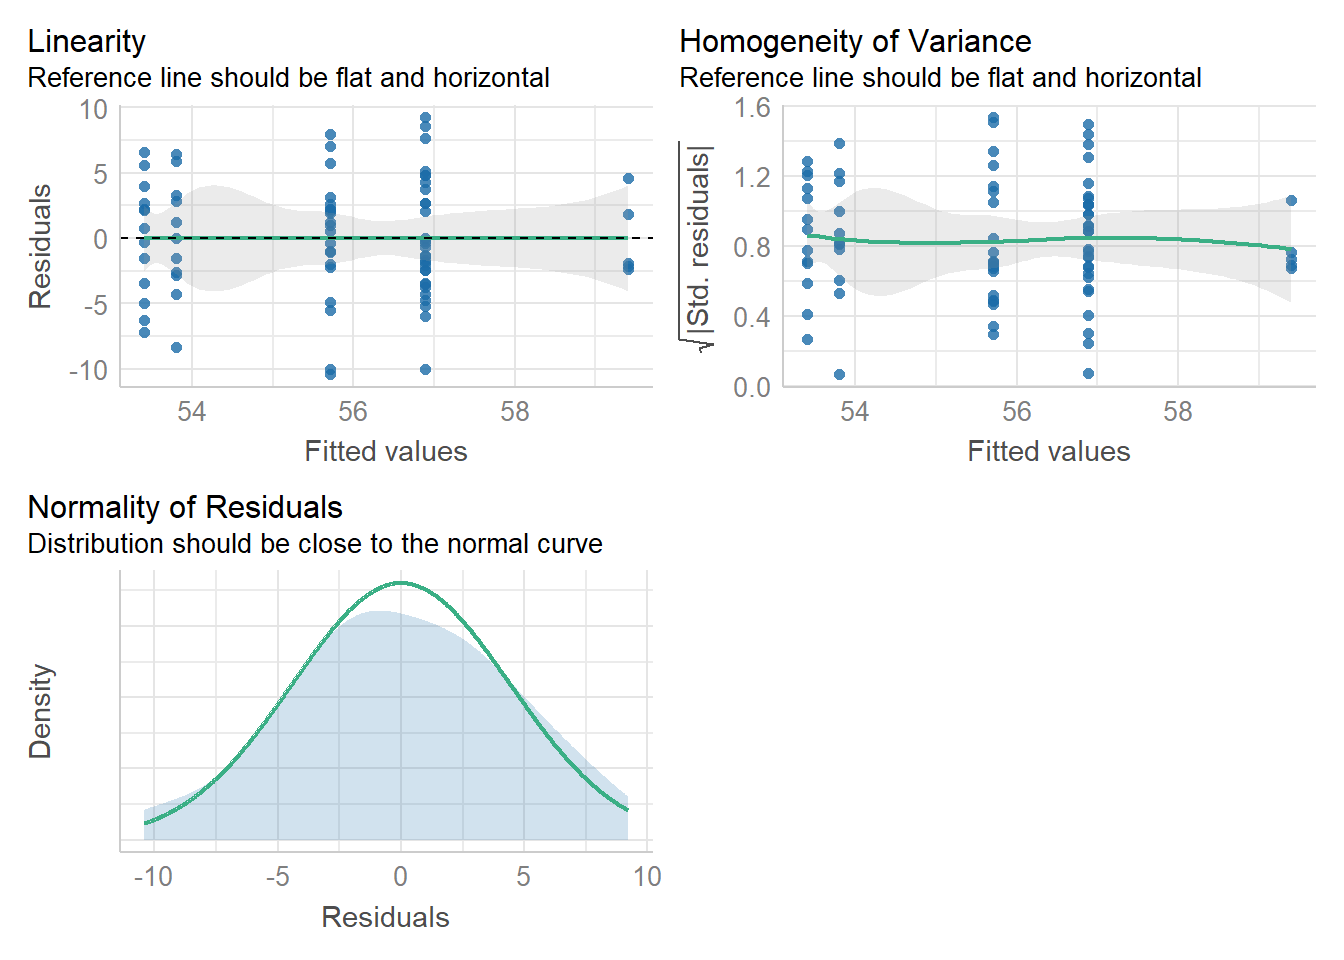 Linearity
Reference line should be flat and horizontal
10
5
0
-5
-10
Residuals
54 56 58
Fitted values
Homogeneity of Variance
Reference line should be flat and horizontal
1.6
1.2
0.8
0.4
0.0
√|Std. residuals|
54 56 58
Fitted values
Normality of Residuals
Distribution should be close to the normal curve
Density
-10 -5 0 5 10
Residuals